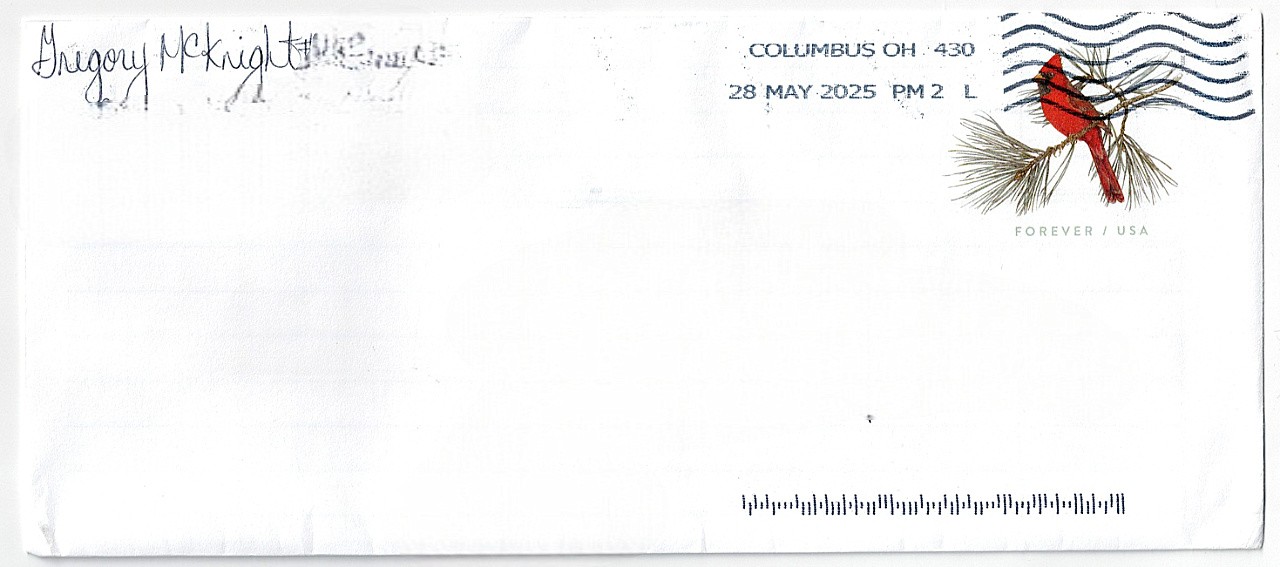 Gregory McKnight
COLUMBUS OH 430
28 MAY 2025 PM 2 L
FOREVER / USA